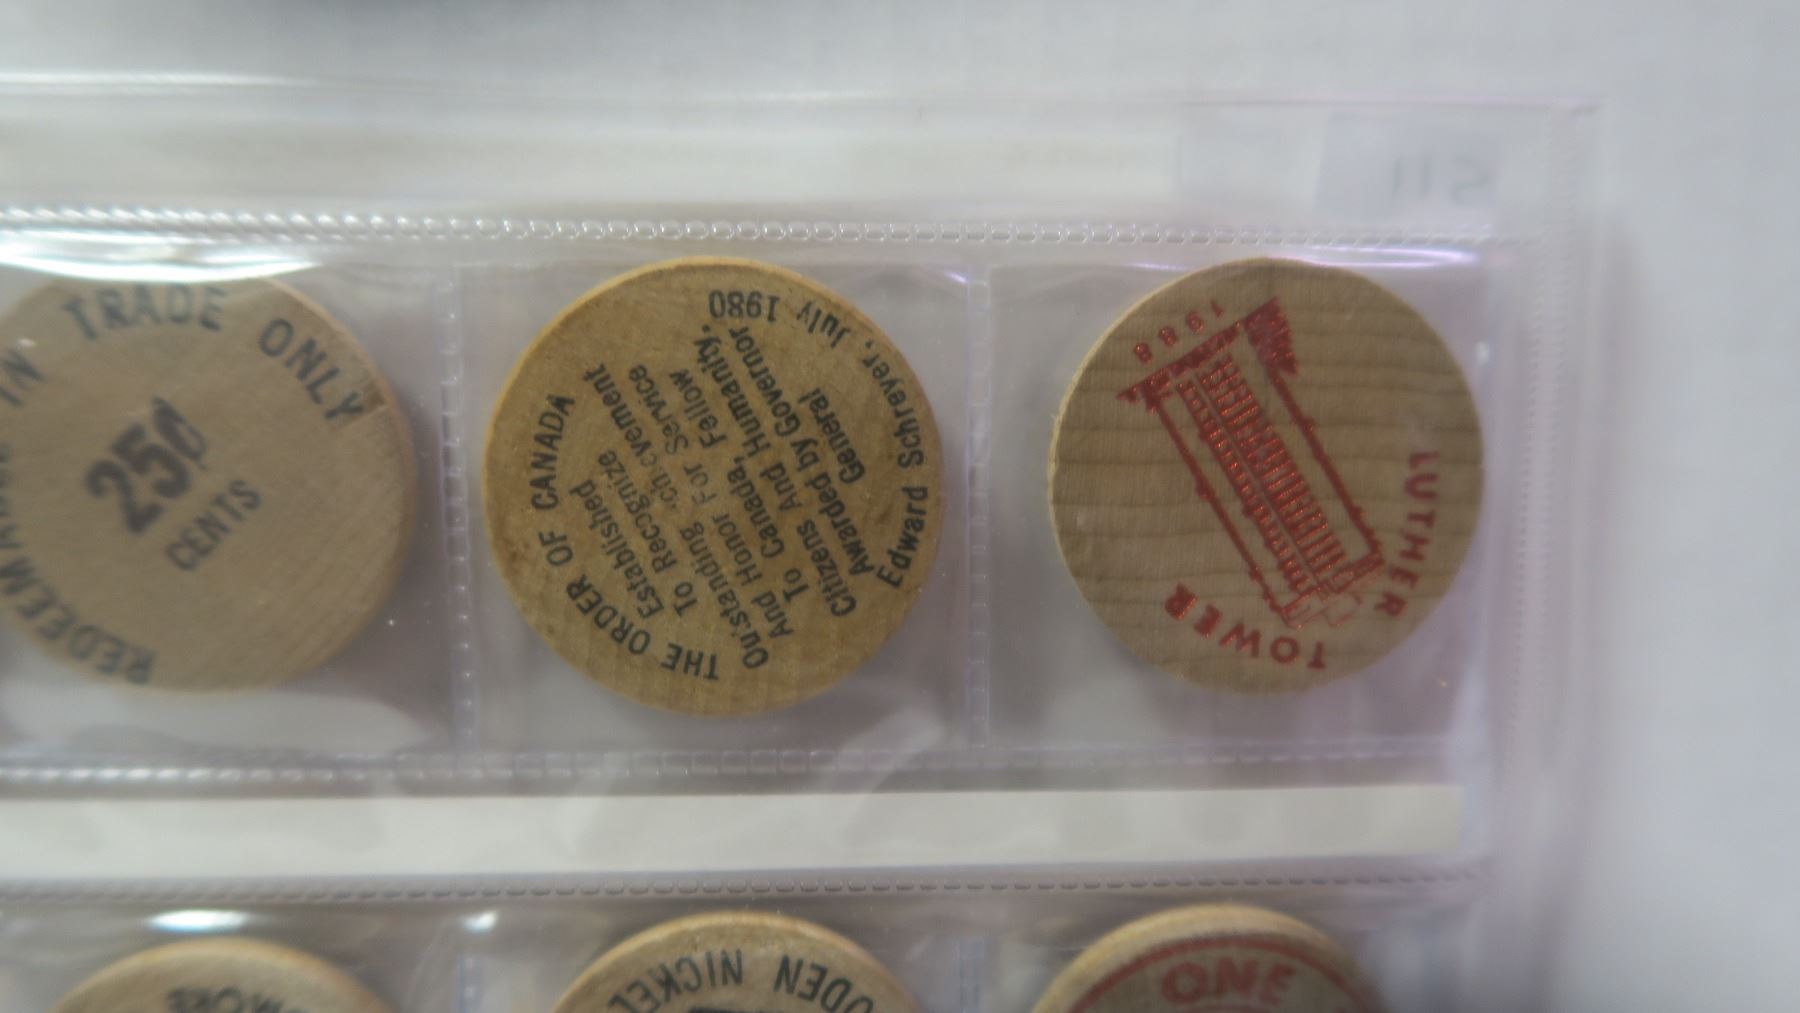 REDEEMABLE IN TRADE ONLY
25¢
CENTS
THE ORDER OF CANADA
Established
To Recognize
Outstanding Achievement
And Honor For Service
To Canada, Fellow
Citizens And Humanity.
Awarded by Governor
General
Edward Schreyer, July 1980
1988
LUTHER
TOWER
511
WOODEN NICKEL
ONE